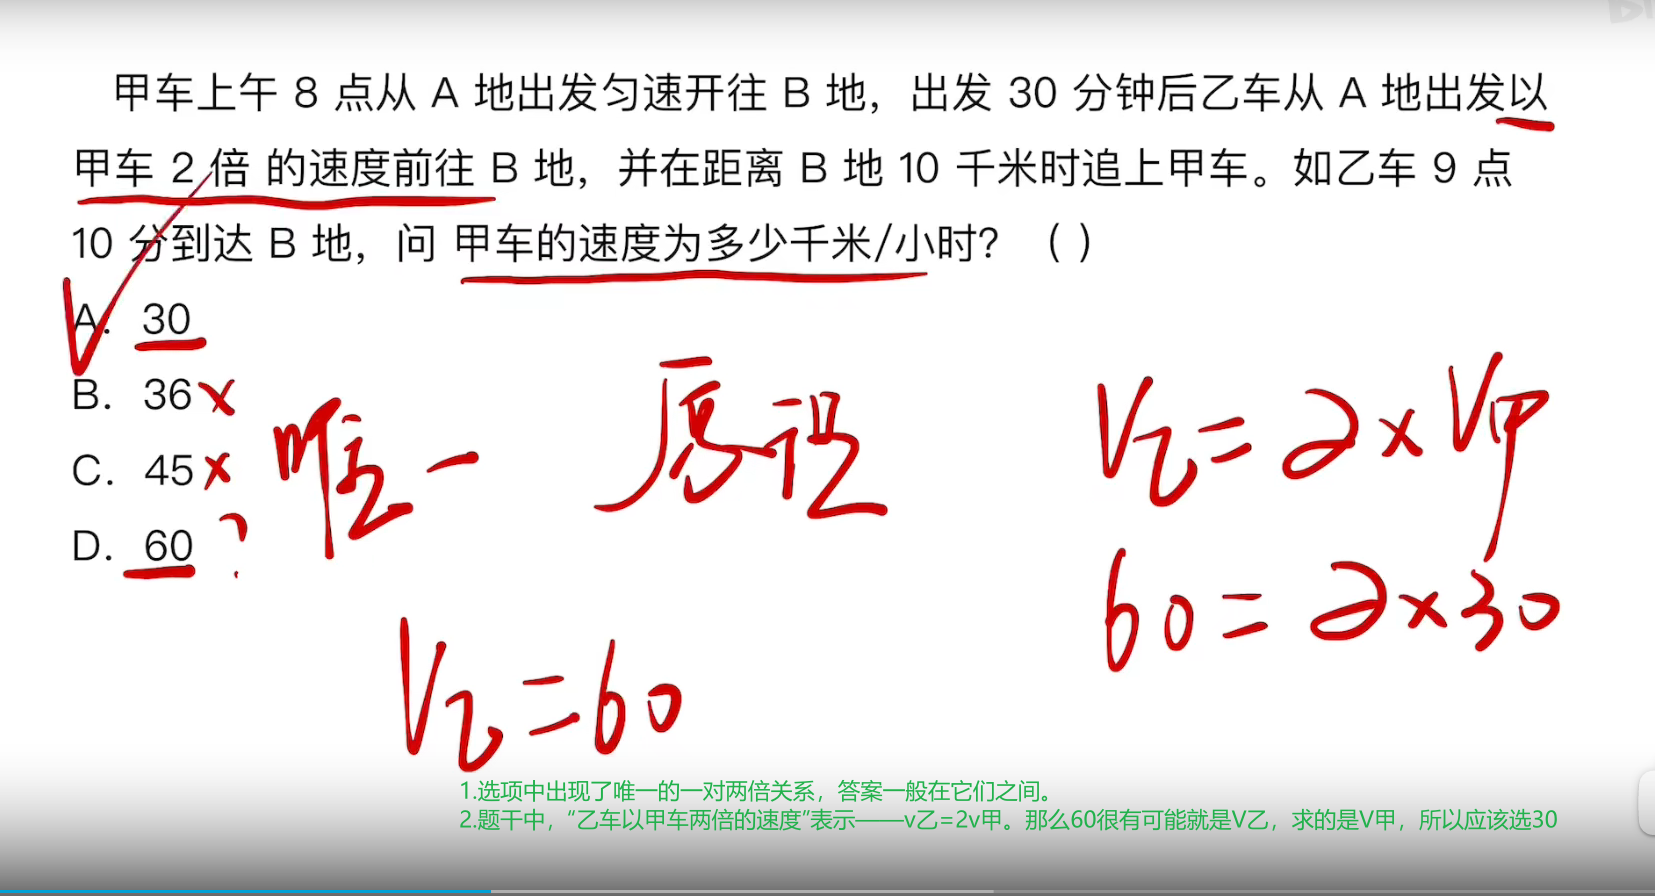 甲车上午 8 点从 A 地出发匀速开往 B 地，出发 30 分钟后乙车从 A 地出发以
甲车 2 倍 的速度前往 B 地，并在距离 B 地 10 千米时追上甲车。如乙车 9 点
10 分到达 B 地，问 甲车的速度为多少千米/小时？（ ）
A. 30
B. 36 ×
C. 45 ×
D. 60 ?
唯一
V乙=2×V甲
60=2×30
V乙=60
1.选项中出现了唯一的一对两倍关系，答案一般在它们之间。
2.题干中，“乙车以甲车两倍的速度”表示——v乙=2v甲。那么60很有可能就是V乙，求的是V甲，所以应该选30